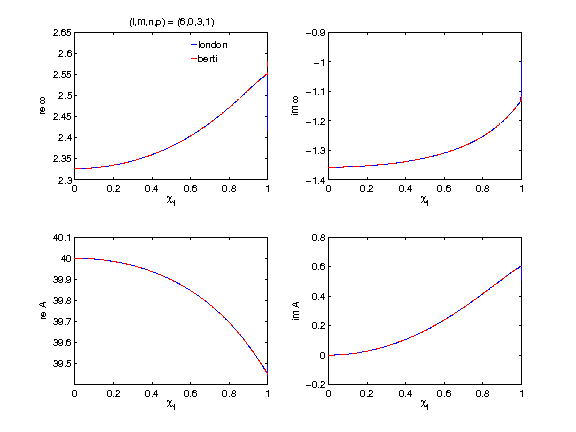 (l,m,n,p) = (6,0,3,1)
2.65
2.6
2.55
2.5
2.45
2.4
2.35
2.3
re ω
london
berti
0 0.2 0.4 0.6 0.8 1
χf
−0.9
−1
−1.1
−1.2
−1.3
−1.4
im ω
0 0.2 0.4 0.6 0.8 1
χf
40.1
40
39.9
39.8
39.7
39.6
39.5
re A
0 0.2 0.4 0.6 0.8 1
χf
0.8
0.6
0.4
0.2
0
−0.2
im A
0 0.2 0.4 0.6 0.8 1
χf